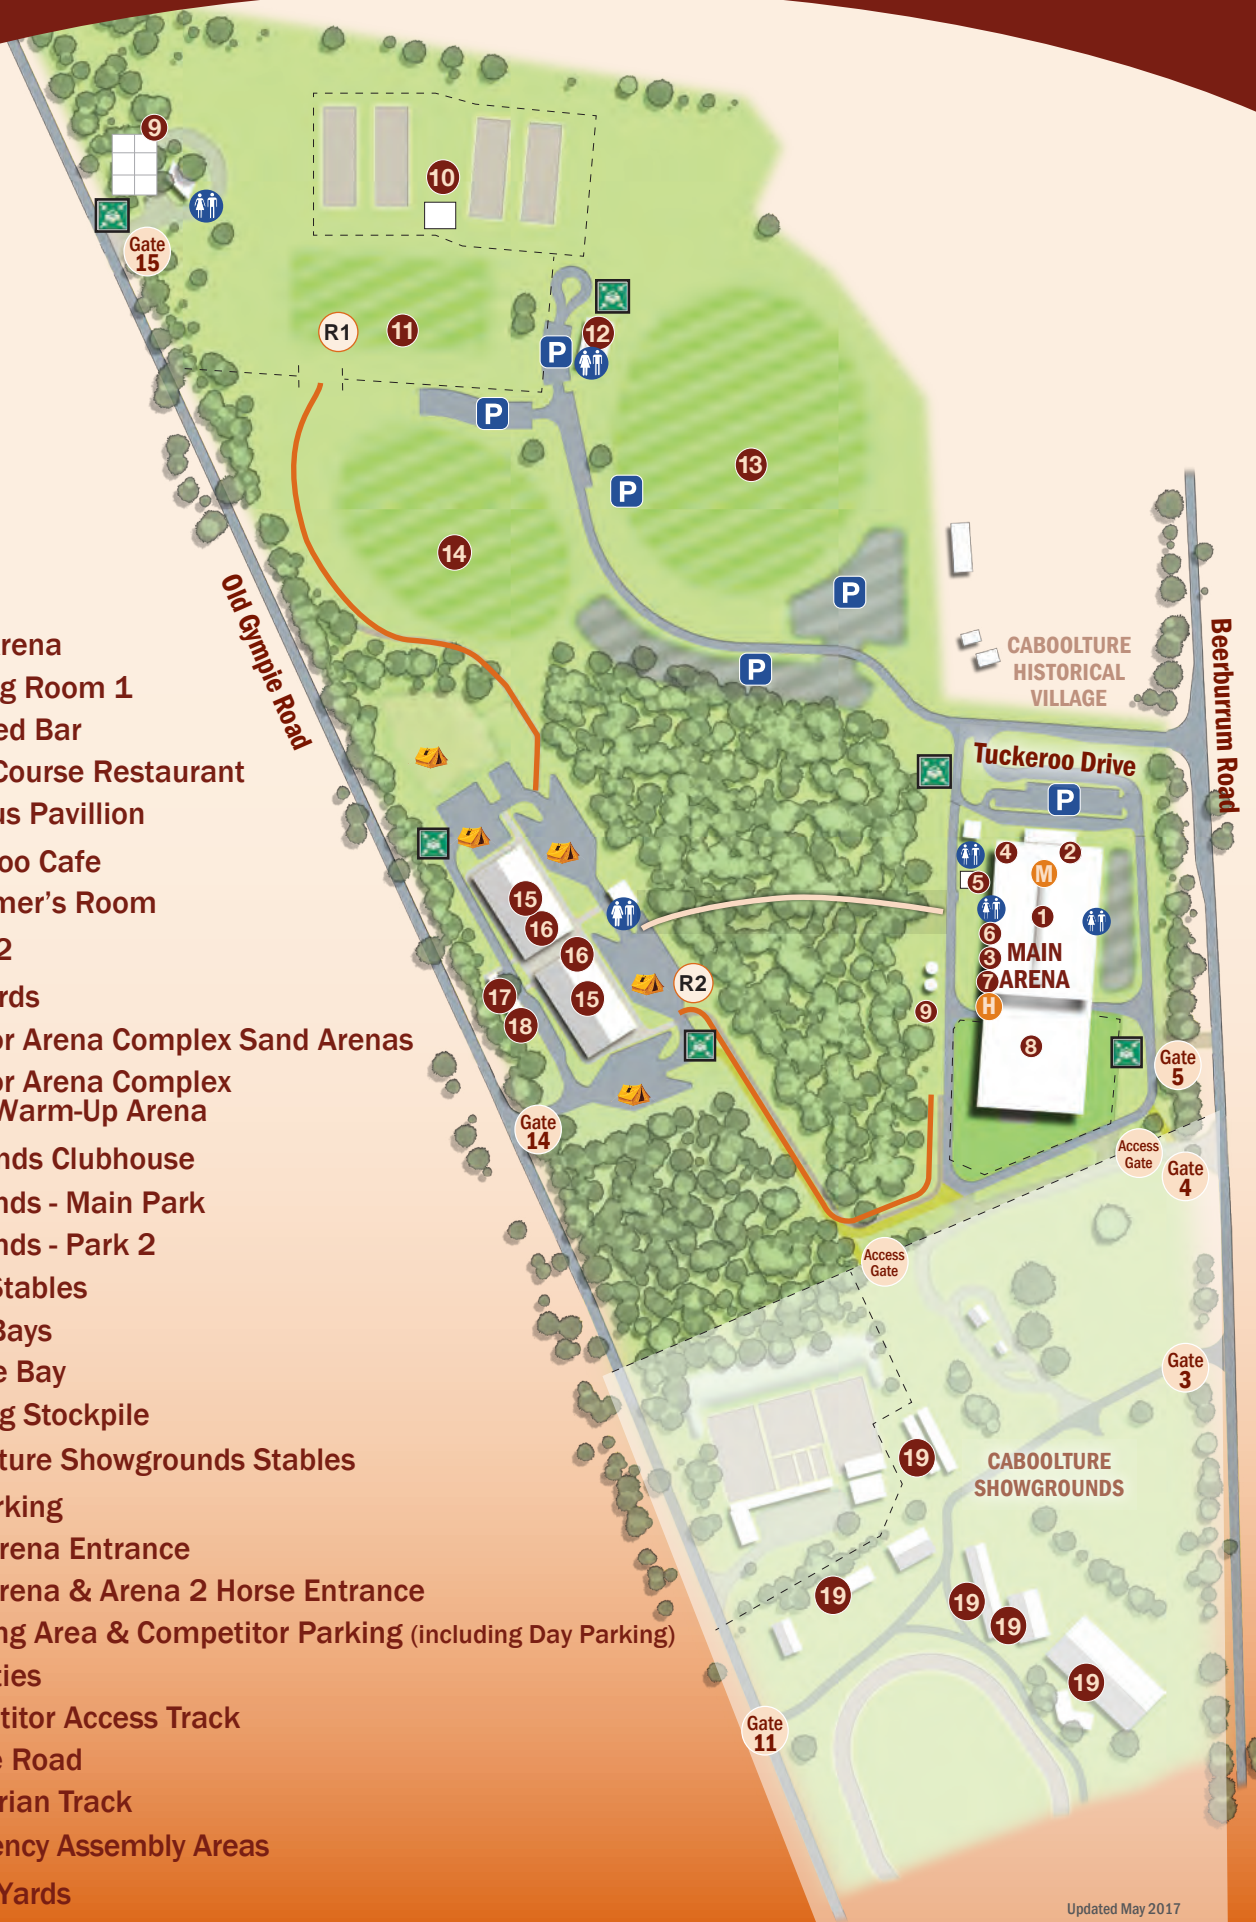 9
10
Gate
15
R1
11
P
12
P
13
P
14
P
P
Old Gympie Road
CABOOLTURE
HISTORICAL
VILLAGE
Beerburrum Road
Tuckeroo Drive
P
4
2
M
5
1
6
3
MAIN
ARENA
7
H
8
9
15
16
16
15
17
18
R2
Gate
14
Gate
5
Access
Gate
Gate
4
Access
Gate
Gate
3
19
CABOOLTURE
SHOWGROUNDS
19
19
19
19
Gate
11
rena
g Room 1
ed Bar
Course Restaurant
us Pavillion
oo Cafe
mer's Room
2
rds
or Arena Complex Sand Arenas
or Arena Complex
Warm-Up Arena
nds Clubhouse
nds - Main Park
nds - Park 2
Stables
Bays
e Bay
g Stockpile
ture Showgrounds Stables
rking
rena Entrance
rena & Arena 2 Horse Entrance
ng Area & Competitor Parking (including Day Parking)
ties
titor Access Track
e Road
rian Track
ency Assembly Areas
Yards
Updated May 2017